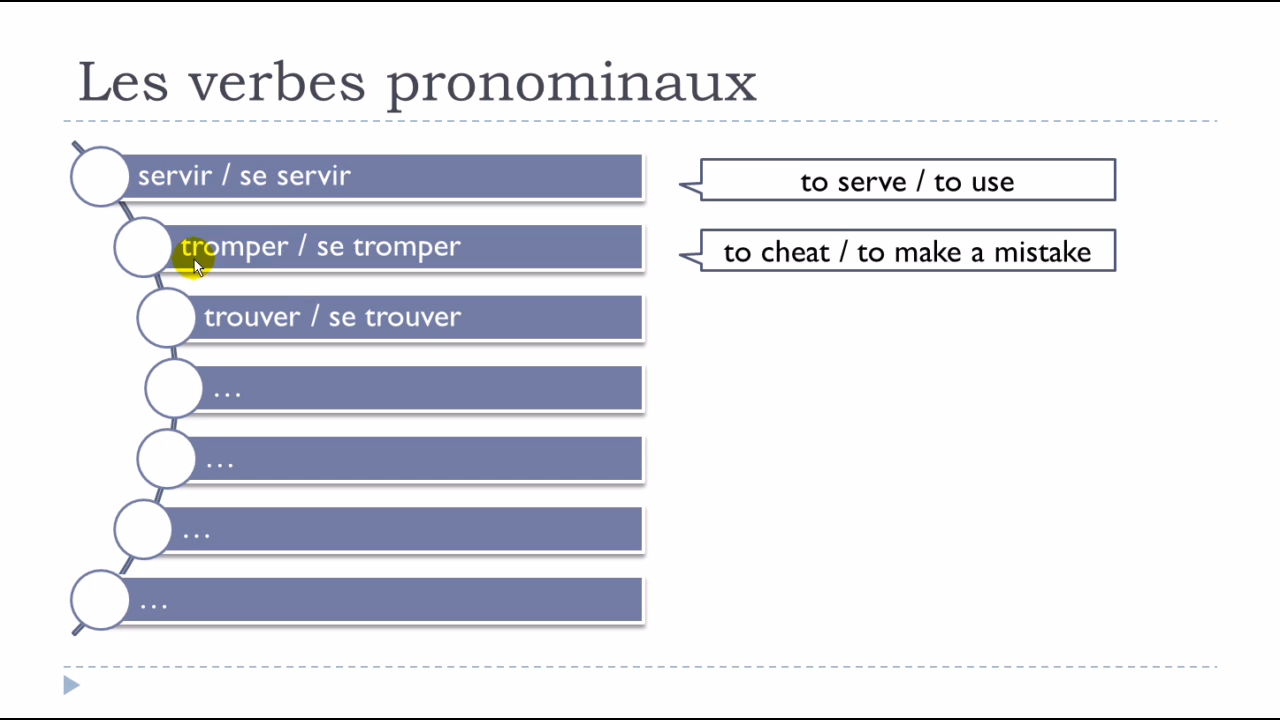 Les verbes pronominaux
servir / se servir
to serve / to use
tromper / se tromper
to cheat / to make a mistake
trouver / se trouver
...
...
...
...